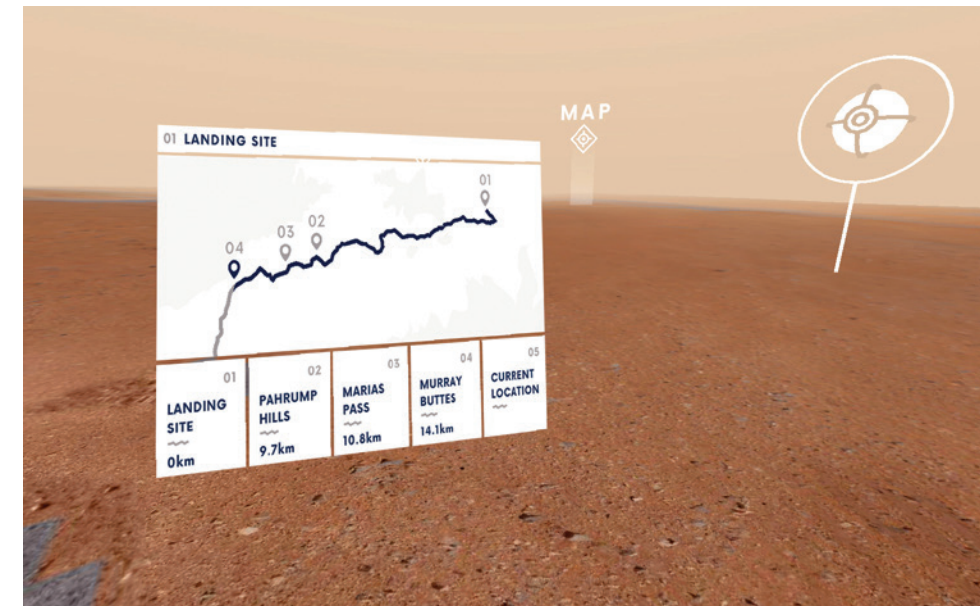 MAP
01 LANDING SITE
01
02
03
04
01
LANDING
SITE
0km
02
PAHRUMP
HILLS
9.7km
03
MARIAS
PASS
10.8km
04
MURRAY
BUTTES
14.1km
05
CURRENT
LOCATION